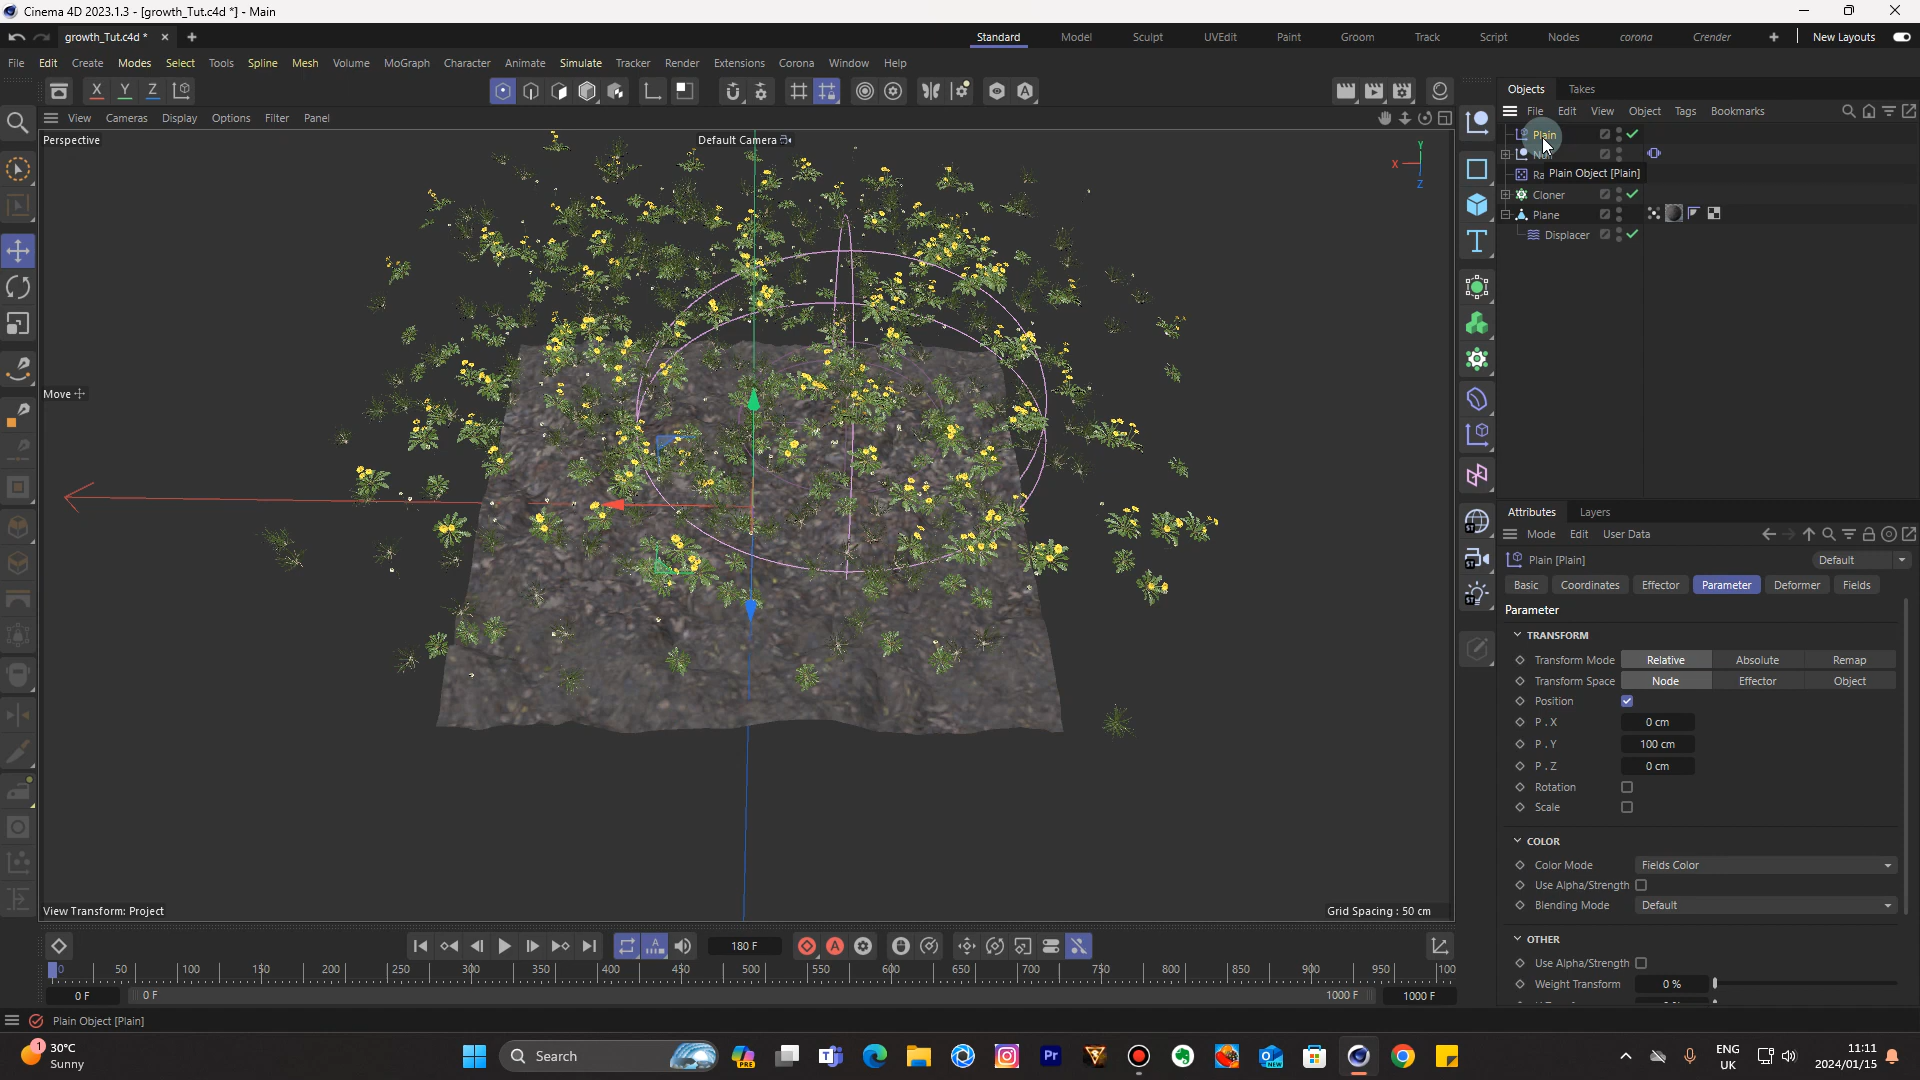 Cinema 4D 2023.1.3 - [growth_Tut.c4d *] - Main
growth_Tut.c4d *
Standard Model Sculpt UVEdit Paint Groom Track Script Nodes corona Crender New Layouts
File Edit Create Modes Select Tools Spline Mesh Volume MoGraph Character Animate Simulate Tracker Render Extensions Corona Window Help
X Y Z
Objects Takes
File Edit View Object Tags Bookmarks
View Cameras Display Options Filter Panel
Perspective
Default Camera
Plain
Plain Object [Plain]
Cloner
Plane
Displacer
Y
X
Z
Move
View Transform: Project
Grid Spacing : 50 cm
Attributes Layers
Mode Edit User Data
Plain [Plain]
Default
Basic Coordinates Effector Parameter Deformer Fields
Parameter
TRANSFORM
Transform Mode Relative Absolute Remap
Transform Space Node Effector Object
Position
P . X 0 cm
P . Y 100 cm
P . Z 0 cm
Rotation
Scale
COLOR
Color Mode Fields Color
Use Alpha/Strength
Blending Mode Default
OTHER
Use Alpha/Strength
Weight Transform 0 %
180 F
0 50 100 150 200 250 300 350 400 450 500 550 600 650 700 750 800 850 900 950 100
0 F 0 F 1000 F 1000 F
Plain Object [Plain]
1
30°C
Sunny
Search
PRE
Pr
NEW
ENG
UK
11:11
2024/01/15